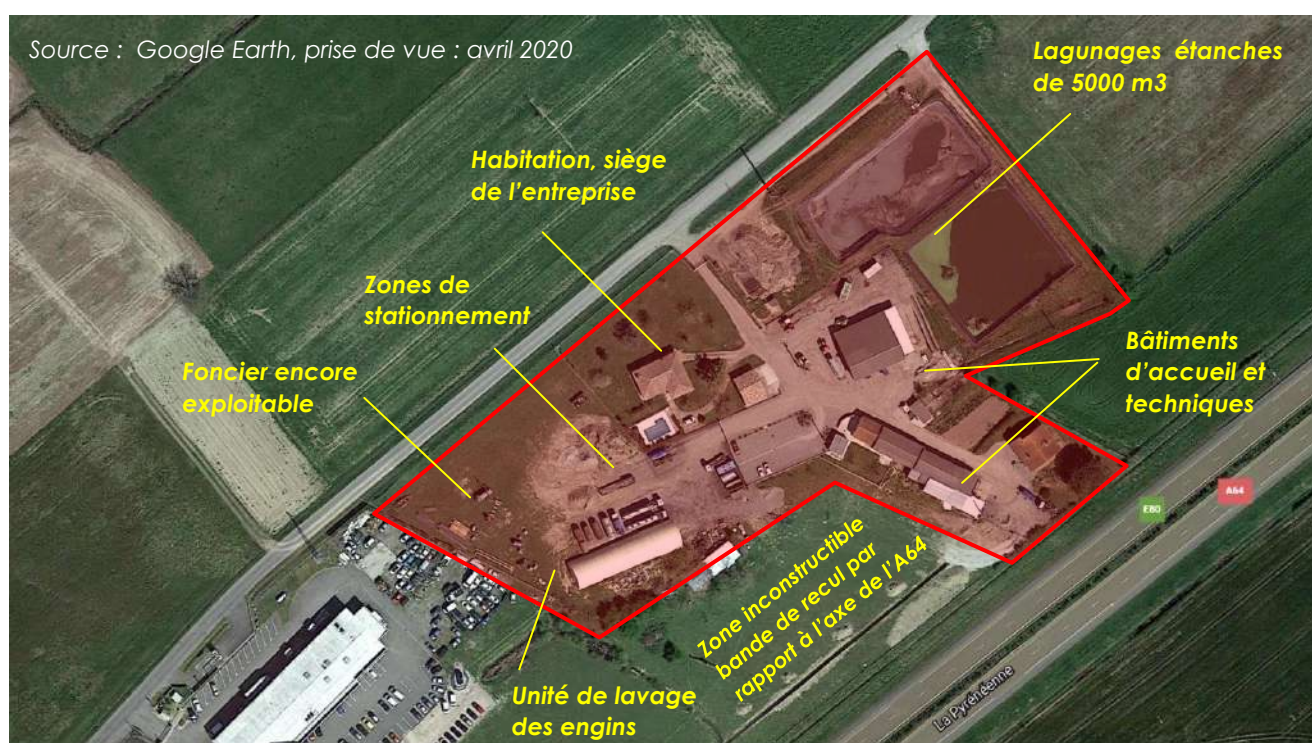 Source : Google Earth, prise de vue : avril 2020
Lagunages étanches
de 5000 m3
Habitation, siège
de l'entreprise
Zones de
stationnement
Foncier encore
exploitable
Bâtiments
d'accueil et
techniques
E80
A64
Zone inconstructible
bande de recul par
rapport à l'axe de l'A64
La Pyrénéenne
Unité de lavage
des engins